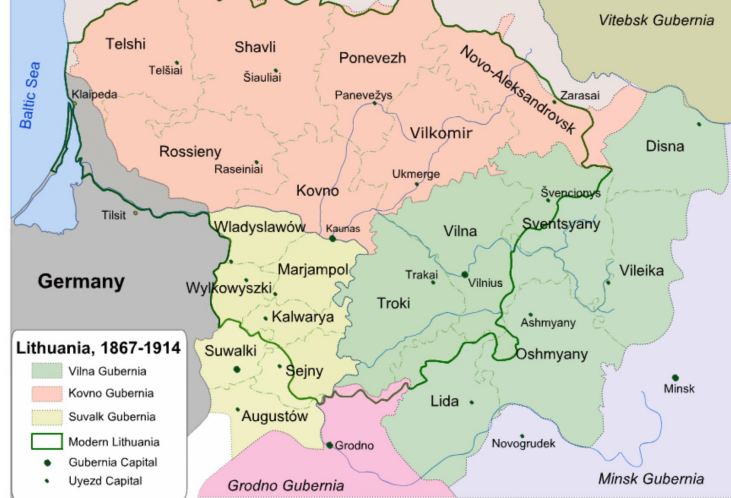 Vitebsk Gubernia
Telshi
Shavli
Ponevezh
Novo-Aleksandrovsk
Telšiai
Šiauliai
Baltic Sea
Klaipeda
Panevežys
Zarasai
Vilkomir
Disna
Rossieny
Raseiniai
Ukmerge
Kovno
Švencionys
Tilsit
Wladyslawów
Kaunas
Vilna
Sventsyany
Marjampol
Vileika
Germany
Wylkowyszki
Trakai
Vilnius
Troki
Kalwarya
Ashmyany
Lithuania, 1867-1914
Suwalki
Oshmyany
Vilna Gubernia
Sejny
Kovno Gubernia
Minsk
Suvalk Gubernia
Augustów
Lida
Modern Lithuania
Grodno
Novogrudek
Gubernia Capital
Uyezd Capital
Grodno Gubernia
Minsk Gubernia